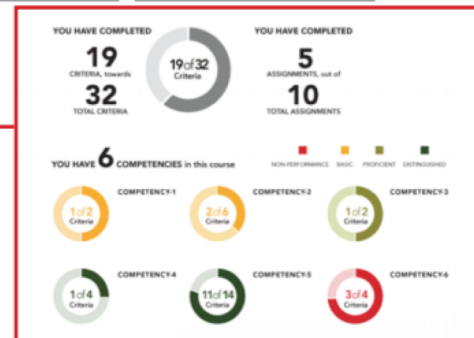 YOU HAVE COMPLETED
19
CRITERIA, towards
32
TOTAL CRITERIA
19 of 32
Criteria
YOU HAVE COMPLETED
5
ASSIGNMENTS, out of
10
TOTAL ASSIGNMENTS
YOU HAVE 6 COMPETENCIES in this course
NON-PERFORMANCE BASIC PROFICIENT DISTINGUISHED
1 of 2
Criteria
COMPETENCY-1
2 of 6
Criteria
COMPETENCY-2
1 of 2
Criteria
COMPETENCY-3
1 of 4
Criteria
COMPETENCY-4
11 of 14
Criteria
COMPETENCY-5
3 of 4
Criteria
COMPETENCY-6